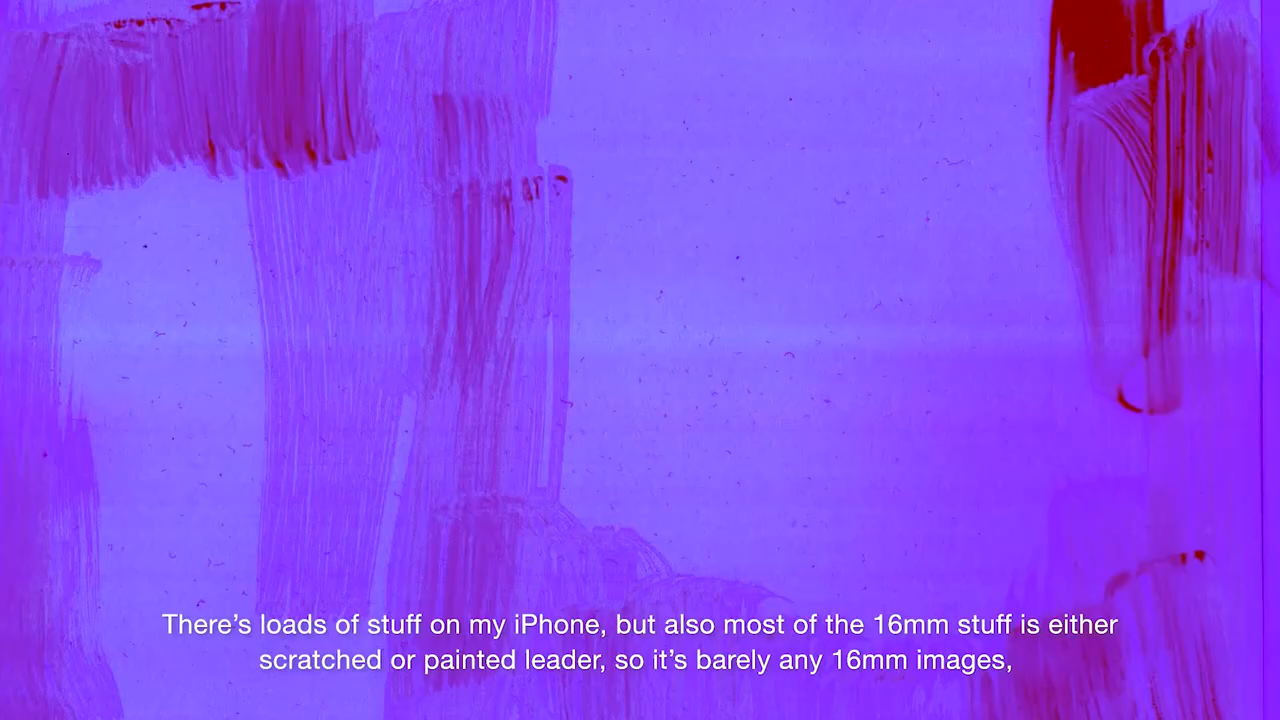 There’s loads of stuff on my iPhone, but also most of the 16mm stuff is either
scratched or painted leader, so it’s barely any 16mm images,